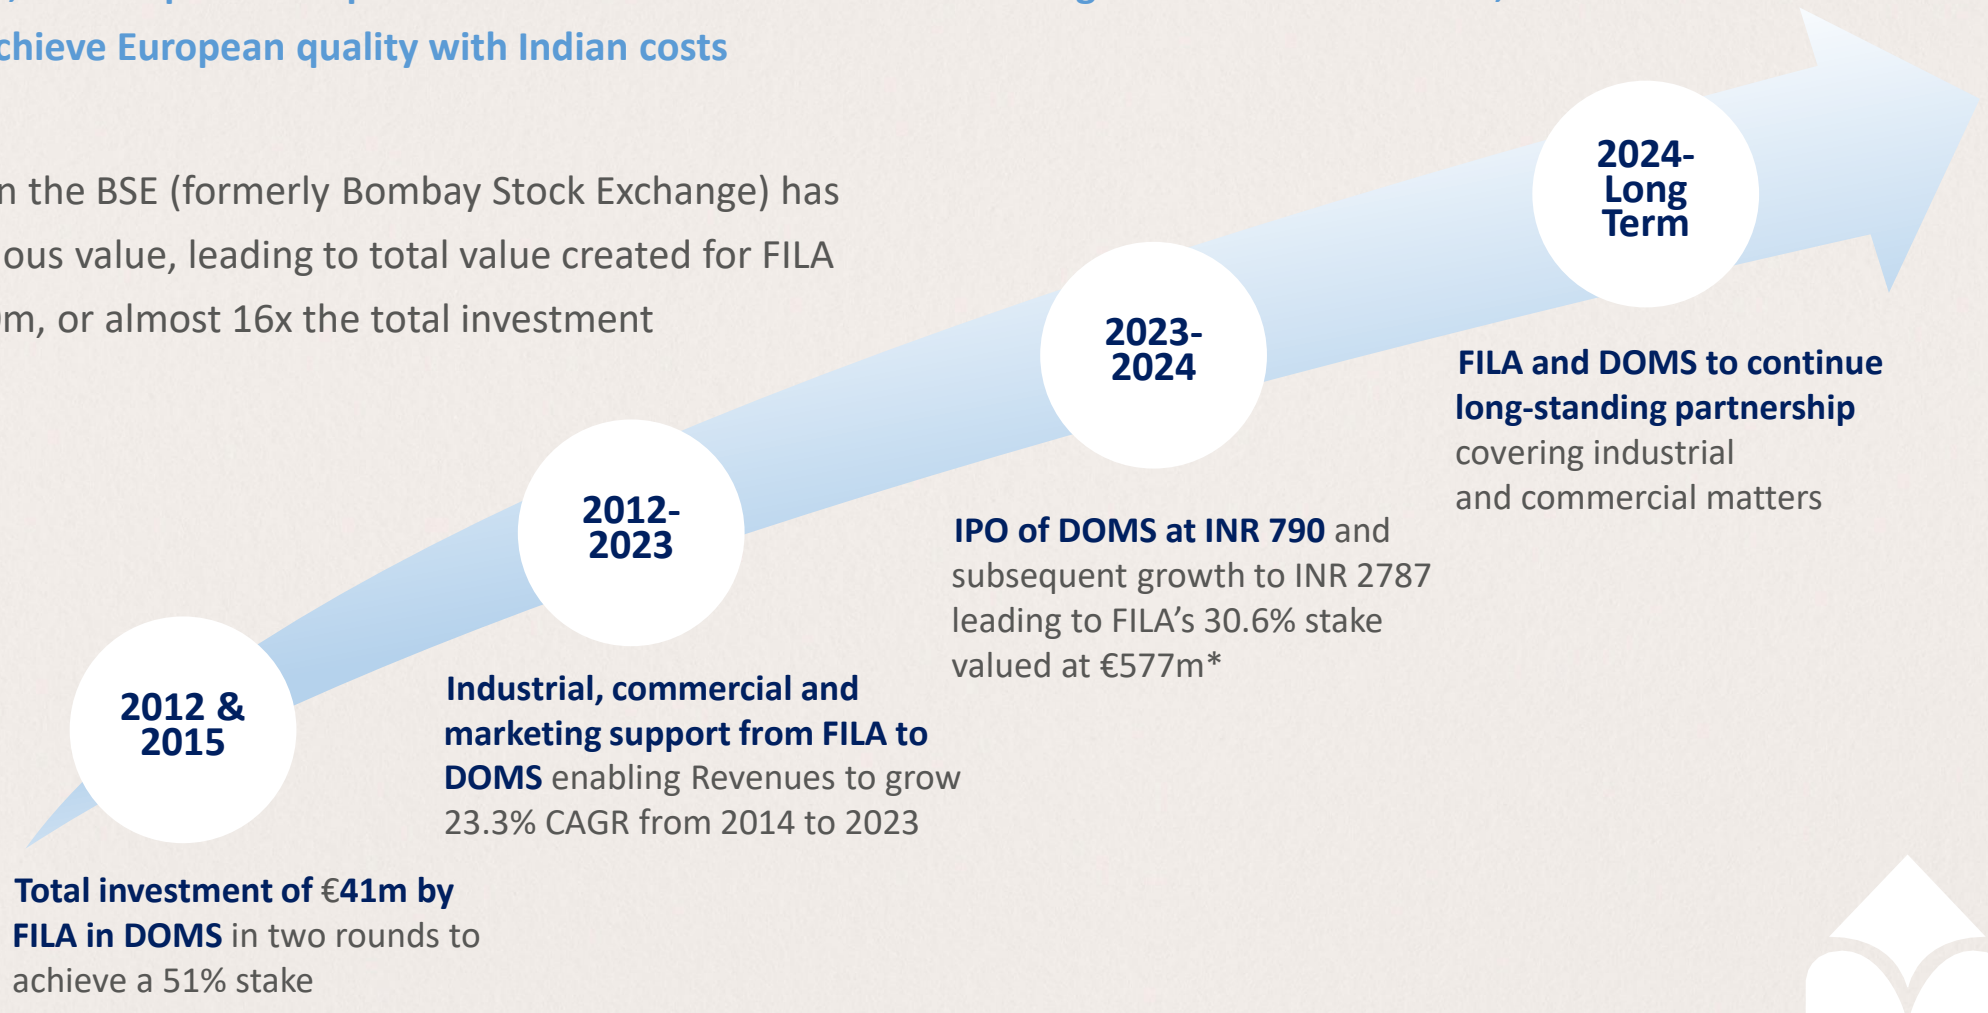 achieve European quality with Indian costs
the BSE (formerly Bombay Stock Exchange) has
value, leading to total value created for FILA
or almost 16x the total investment
2024-
Long
Term
2023-
2024
FILA and DOMS to continue
long-standing partnership
covering industrial
and commercial matters
2012-
2023
IPO of DOMS at INR 790 and
subsequent growth to INR 2787
leading to FILA’s 30.6% stake
valued at €577m*
2012 &
2015
Industrial, commercial and
marketing support from FILA to
DOMS enabling Revenues to grow
23.3% CAGR from 2014 to 2023
Total investment of €41m by
FILA in DOMS in two rounds to
achieve a 51% stake